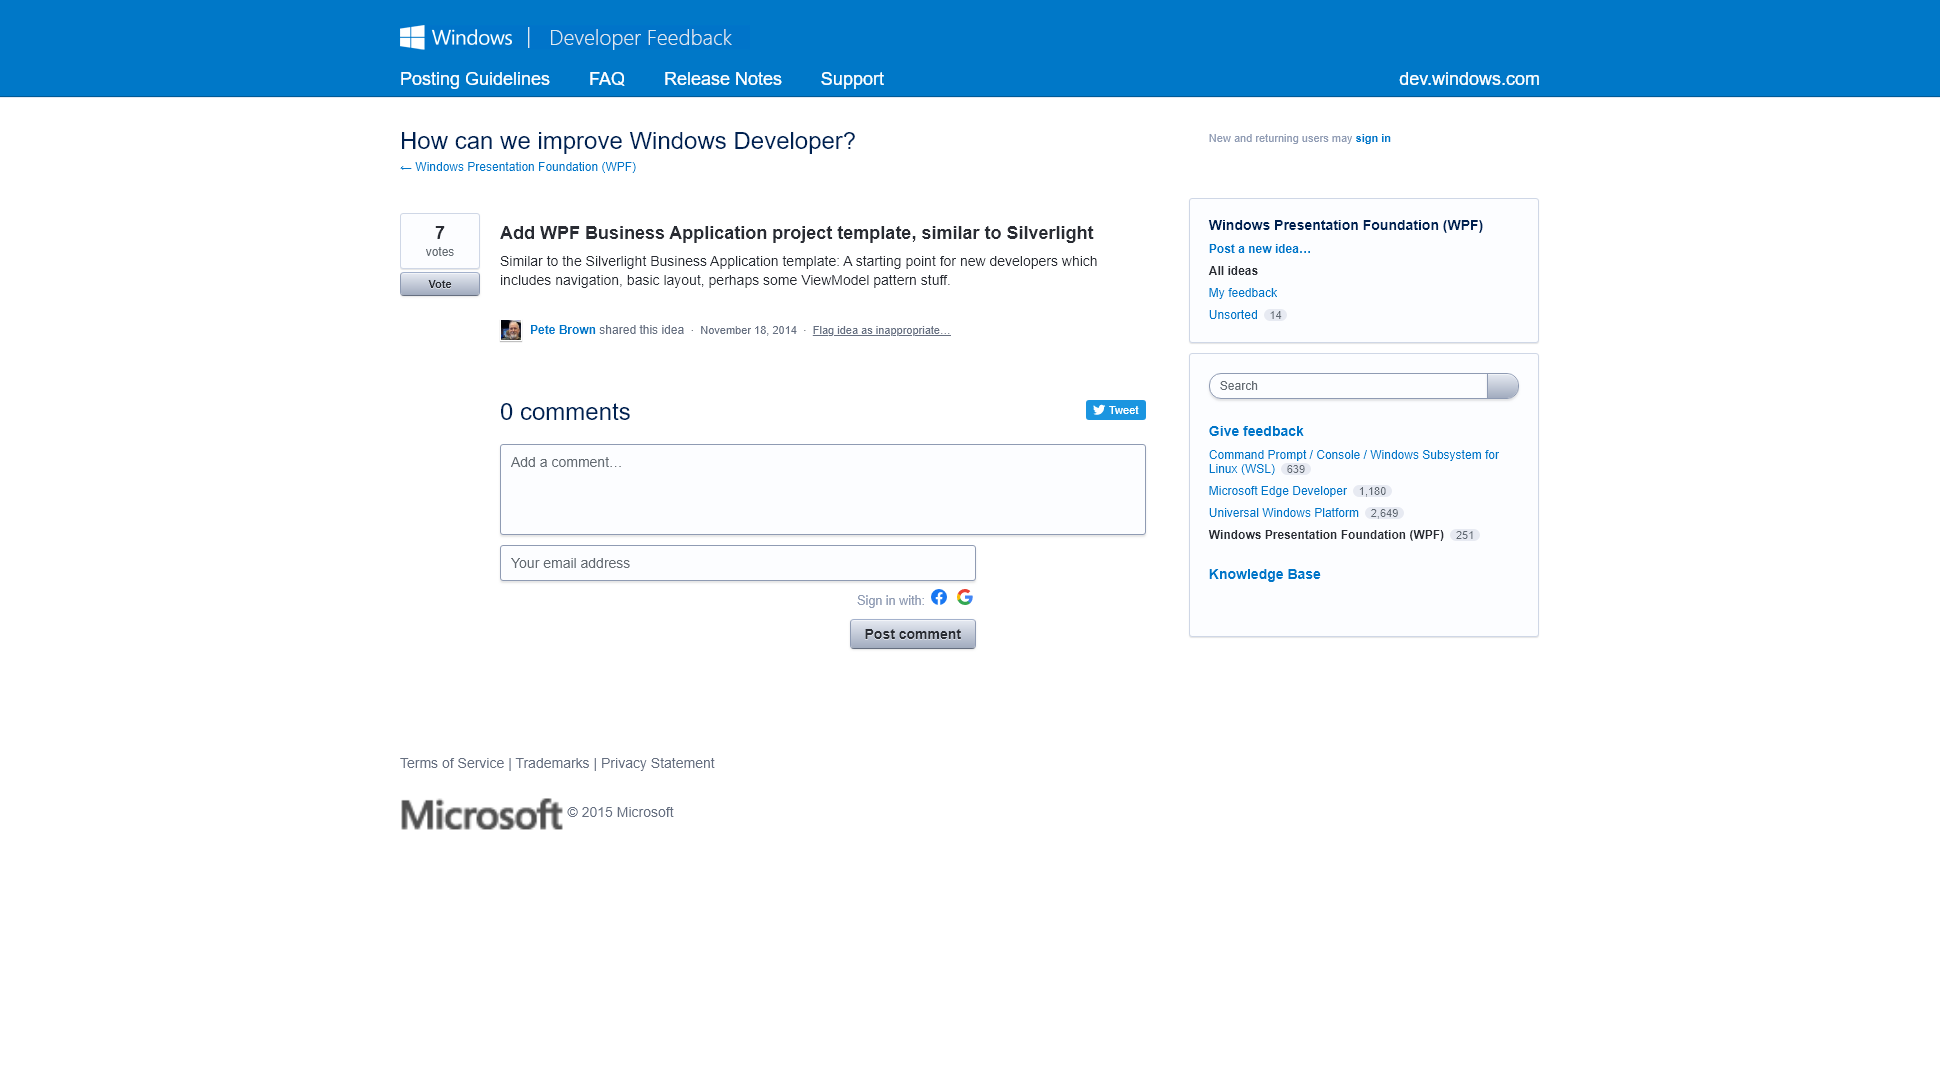 Windows | Developer Feedback
Posting Guidelines FAQ Release Notes Support dev.windows.com
How can we improve Windows Developer?
← Windows Presentation Foundation (WPF)
New and returning users may sign in
7
votes
Vote
Add WPF Business Application project template, similar to Silverlight
Similar to the Silverlight Business Application template: A starting point for new developers which
includes navigation, basic layout, perhaps some ViewModel pattern stuff.
Pete Brown shared this idea · November 18, 2014 · Flag idea as inappropriate…
0 comments
Tweet
Add a comment…
Your email address
Sign in with:
Post comment
Windows Presentation Foundation (WPF)
Post a new idea…
All ideas
My feedback
Unsorted 14
Search
Give feedback
Command Prompt / Console / Windows Subsystem for
Linux (WSL) 639
Microsoft Edge Developer 1,180
Universal Windows Platform 2,649
Windows Presentation Foundation (WPF) 251
Knowledge Base
Terms of Service | Trademarks | Privacy Statement
Microsoft © 2015 Microsoft